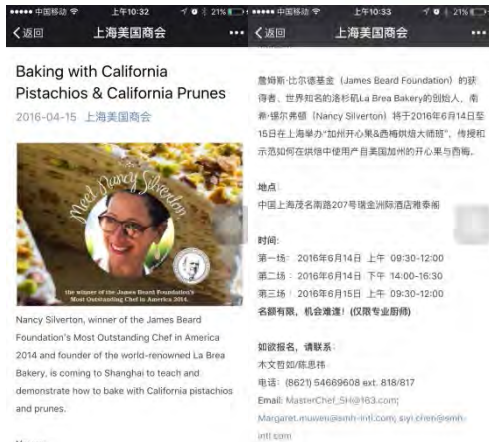 中国移动 上午10:32 21%
返回 上海美国商会
Baking with California
Pistachios & California Prunes
2016-04-15 上海美国商会
Meet Nancy Silverton
the winner of the James Beard Foundation's
Most Outstanding Chef in America 2014.
Nancy Silverton, winner of the James Beard
Foundation's Most Outstanding Chef in America
2014 and founder of the world-renowned La Brea
Bakery, is coming to Shanghai to teach and
demonstrate how to bake with California pistachios
and prunes.
中国移动 上午10:33 21%
返回 上海美国商会
詹姆斯·比尔德基金（James Beard Foundation）的获
得者、世界知名的洛杉矶La Brea Bakery的创始人，南
希·锡尔弗顿（Nancy Silverton）将于2016年6月14日至
15日在上海举办“加州开心果&西梅烘焙大师班”，传授和
示范如何在烘焙中使用产自美国加州的开心果与西梅。
地点：
中国上海茂名南路207号瑞金洲际酒店雅泰阁
时间:
第一场： 2016年6月14日 上午 09:30-12:00
第二场： 2016年6月14日 下午 14:00-16:30
第三场： 2016年6月15日 上午 09:30-12:00
名额有限，机会难逢！(仅限专业厨师)
如欲报名，请联系：
木文哲如/陈思祎
电话：(8621) 54669608 ext. 818/817
Email: MasterChef_SH@163.com;
Margaret.muwen@smh-intl.com; siyi.chen@smh-
intl.com